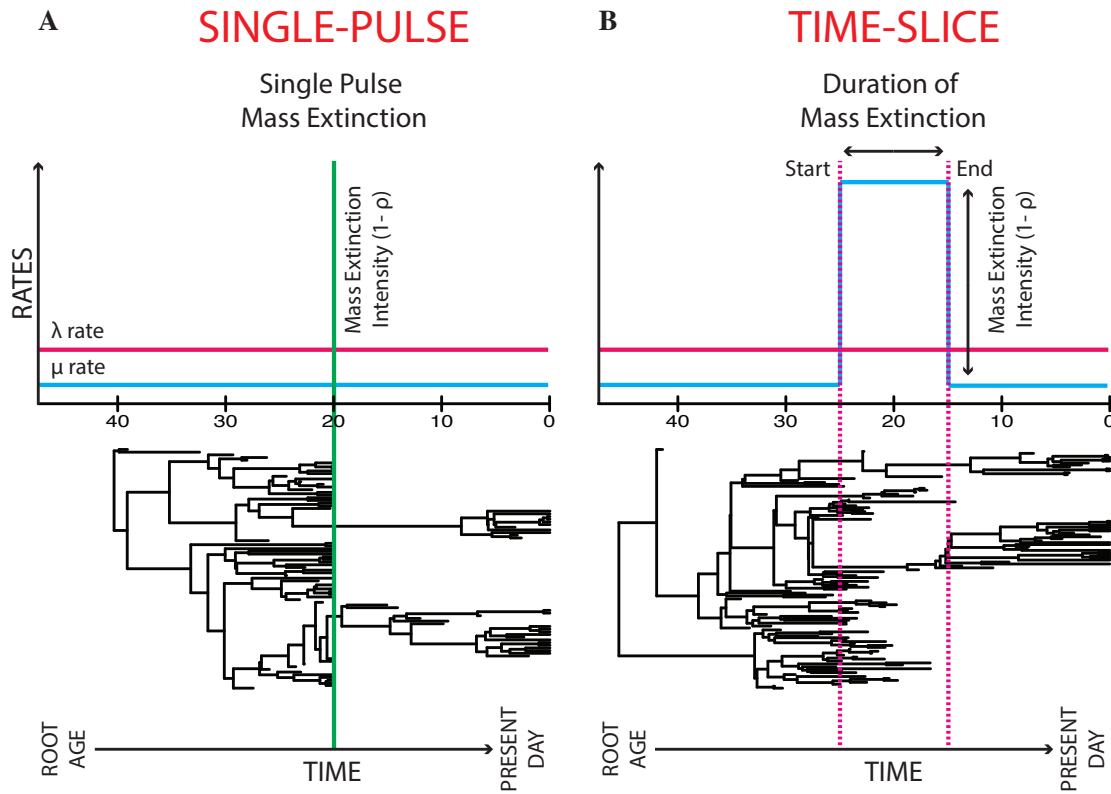 A
SINGLE-PULSE
Single Pulse
Mass Extinction
RATES
Mass Extinction
Intensity (1- ρ)
λ rate
μ rate
40 30 20 10 0
ROOT
AGE
TIME
PRESENT
DAY
B
TIME-SLICE
Duration of
Mass Extinction
Start
End
Mass Extinction
Intensity (1- ρ)
40 30 20 10 0
ROOT
AGE
TIME
PRESENT
DAY